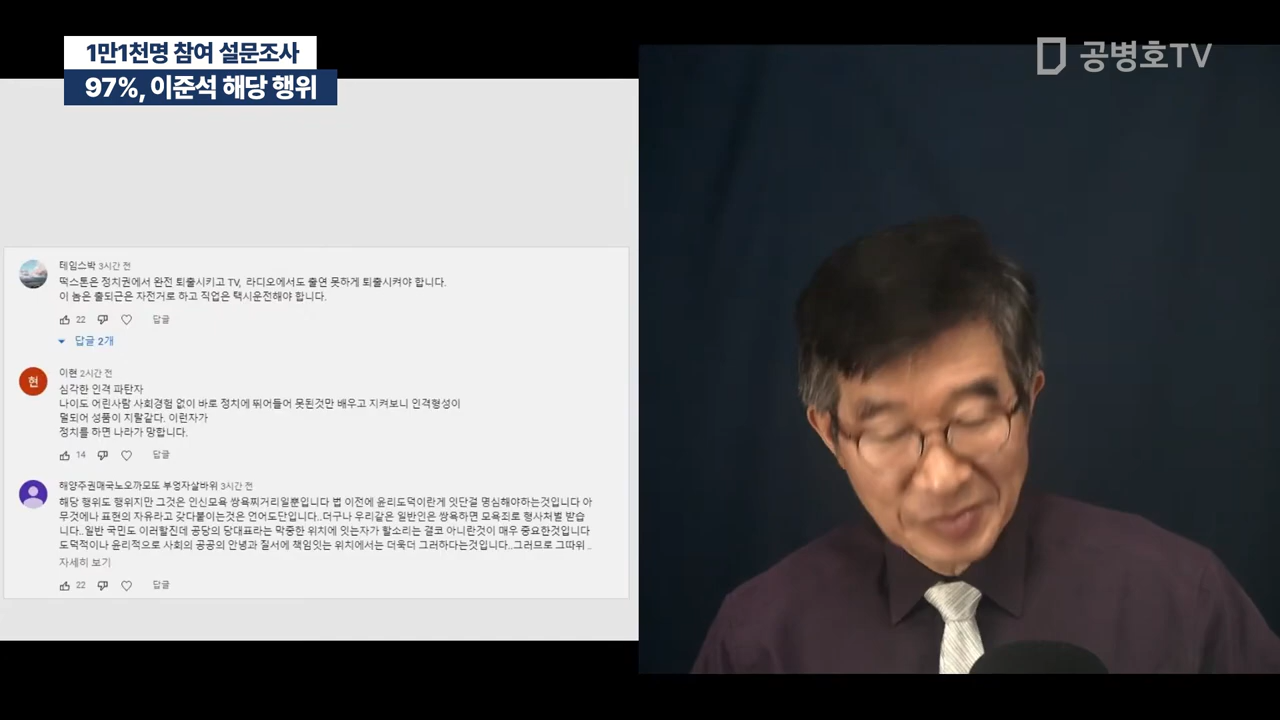 1만1천명 참여 설문조사
97%, 이준석 해당 행위
공병호TV
테임스박 3시간 전
떡스톤은 정치권에서 완전 퇴출시키고 TV, 라디오에서도 출연 못하게 퇴출시켜야 합니다.
이 놈은 출퇴근은 자전거로 하고 직업은 택시운전해야 합니다.
22 답글
답글 2개
현
이현 2시간 전
심각한 인격 파탄자
나이도 어린사람 사회경험 없이 바로 정치에 뛰어들어 못된것만 배우고 지켜보니 인격형성이
덜되어 성품이 지랄같다. 이런자가
정치를 하면 나라가 망합니다.
14 답글
해양주권매국노오까모또 부엉자살바위 3시간 전
해당 행위도 행위지만 그것은 인신모욕 쌍욕찌거리일뿐입니다 법 이전에 윤리도덕이란게 잇단걸 명심해야하는것입니다 아
무것에나 표현의 자유라고 갖다붙이는것은 언어도단입니다..더구나 우리같은 일반인은 쌍욕하면 모욕죄로 형사처벌 받습
니다..일반 국민도 이러할진데 공당의 당대표라는 막중한 위치에 잇는자가 할소리는 결코 아니란것이 매우 중요한것입니다
도덕적이나 윤리적으로 사회의 공공의 안녕과 질서에 책임잇는 위치에서는 더욱더 그러하다는것입니다..그러므로 그따위 ..
자세히 보기
22 답글